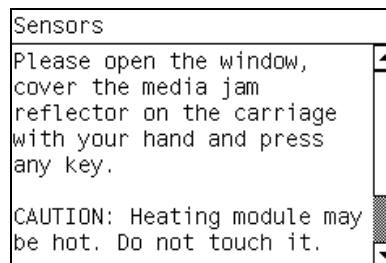 Sensors
Please open the window,
cover the media jam
reflector on the carriage
with your hand and press
any key.
CAUTION: Heating module may
be hot. Do not touch it.